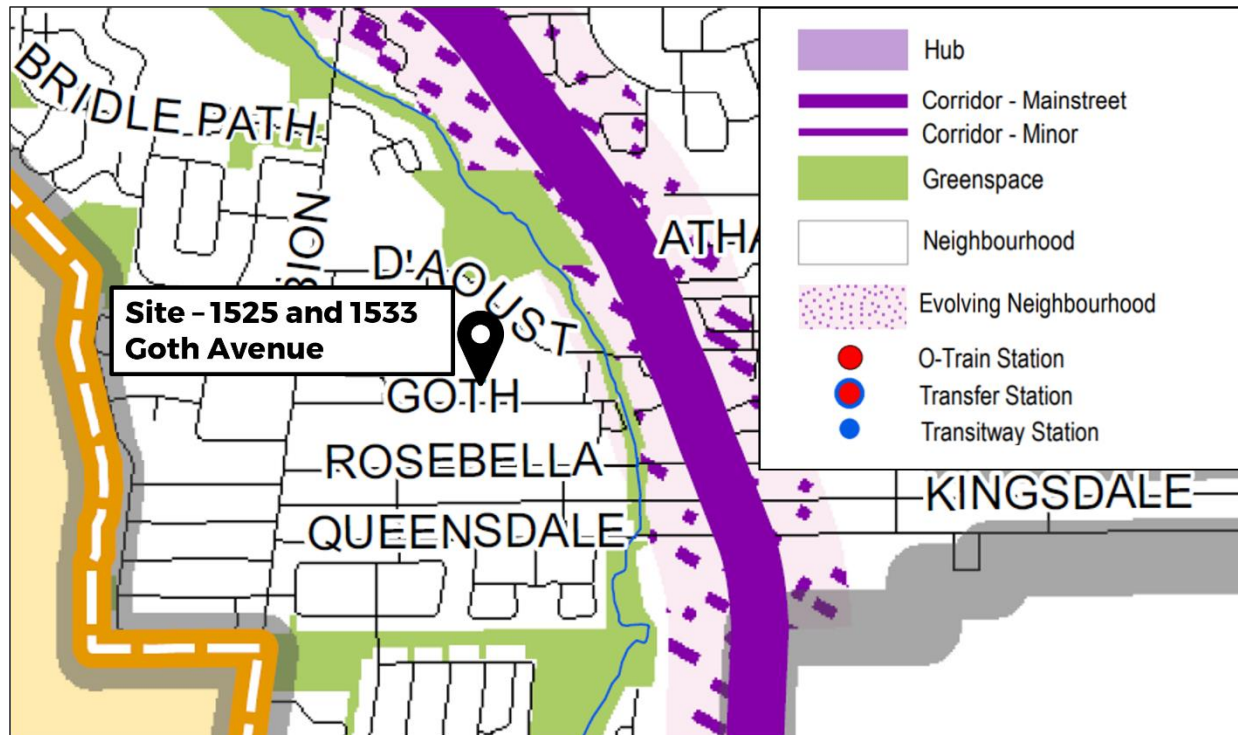 BRIDLE PATH
BION
D'AOUST
ATHA
Site – 1525 and 1533
Goth Avenue
GOTH
ROSEBELLA
QUEENSDALE
KINGSDALE
Hub
Corridor - Mainstreet
Corridor - Minor
Greenspace
Neighbourhood
Evolving Neighbourhood
O-Train Station
Transfer Station
Transitway Station